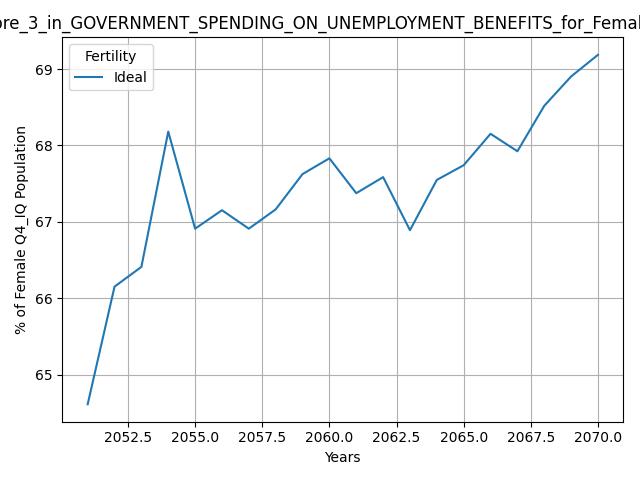 ore_3_in_GOVERNMENT_SPENDING_ON_UNEMPLOYMENT_BENEFITS_for_Femal
Fertility
Ideal
% of Female Q4_IQ Population
69
68
67
66
65
2052.5 2055.0 2057.5 2060.0 2062.5 2065.0 2067.5 2070.0
Years